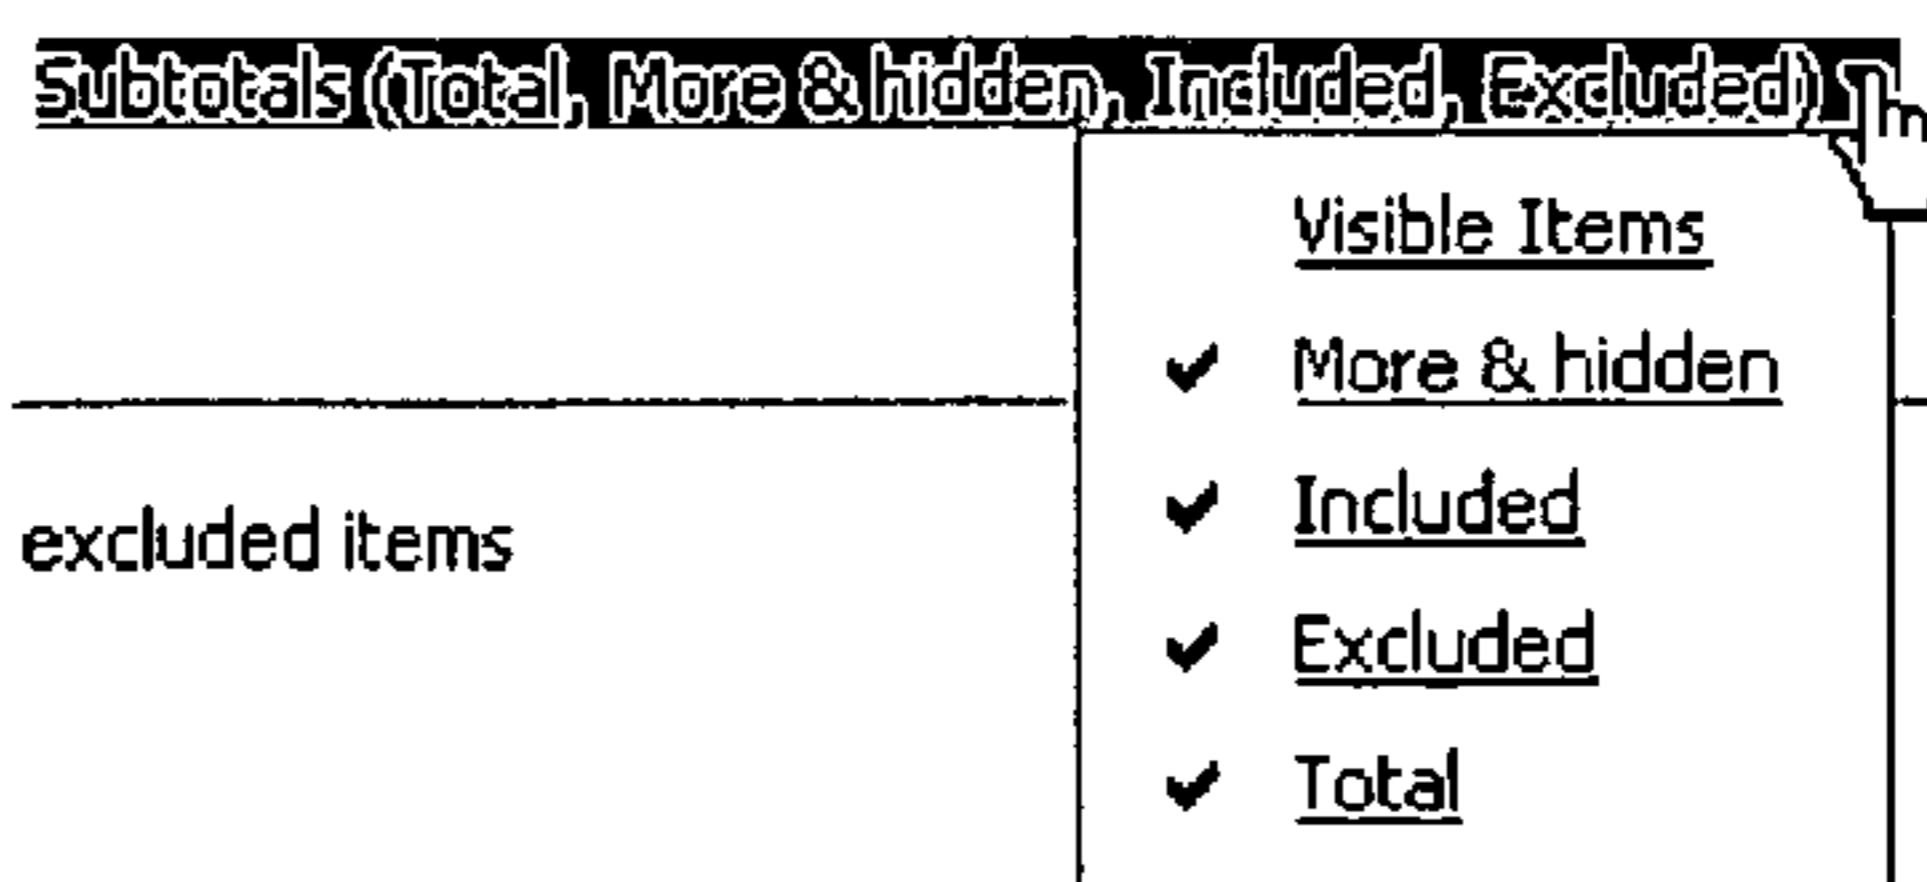 Subtotals (Total, More & hidden, Included, Excluded)
Visible Items
More & hidden
Included
excluded items
Excluded
Total